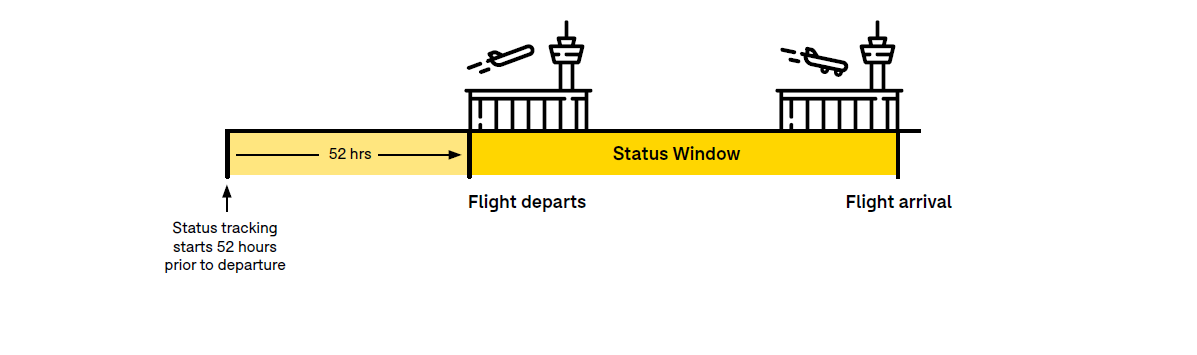 52 hrs
Status Window
Flight departs
Flight arrival
Status tracking
starts 52 hours
prior to departure